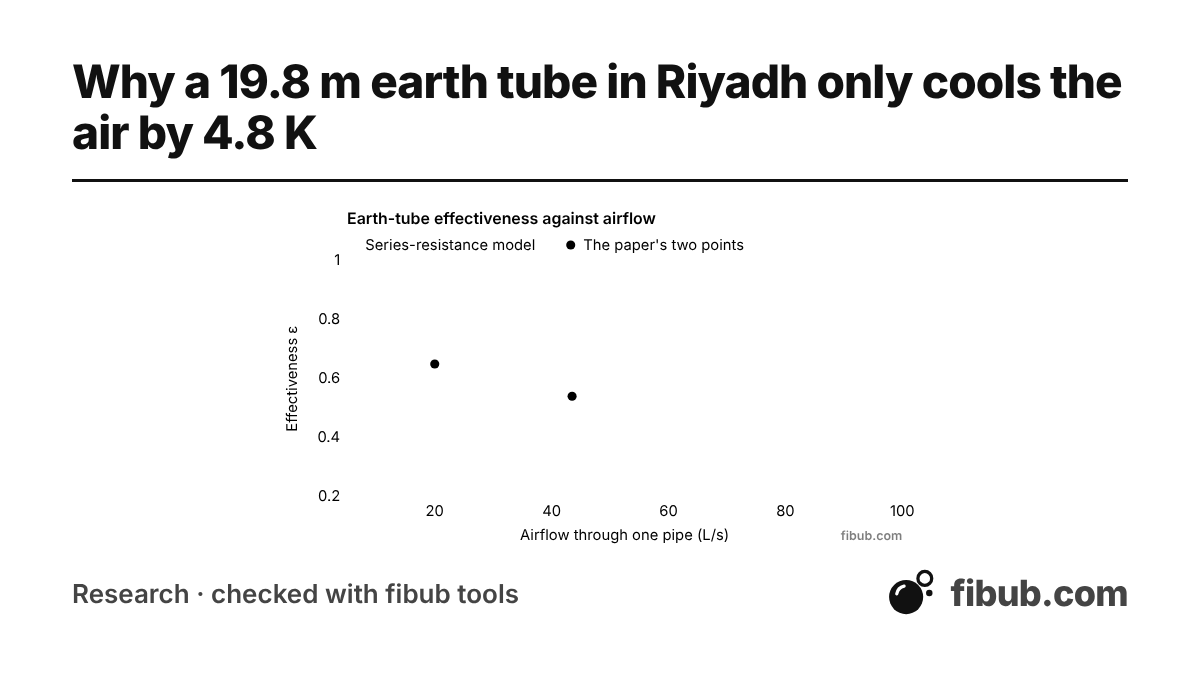 Why a 19.8 m earth tube in Riyadh only cools the
air by 4.8 K
Earth-tube effectiveness against airflow
Series-resistance model
The paper's two points
1
0.8
0.6
0.4
0.2
Effectiveness ε
20
40
60
80
100
Airflow through one pipe (L/s)
fibub.com
Research · checked with fibub tools
fibub.com